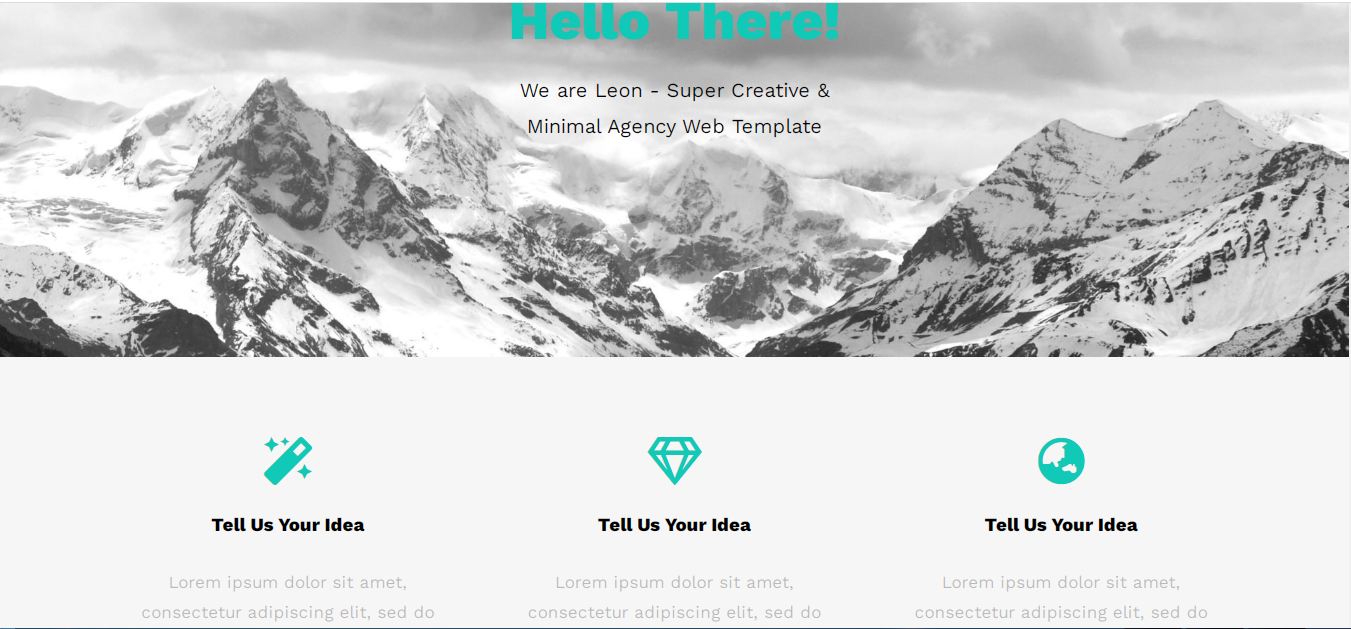 Hello There!
We are Leon - Super Creative &
Minimal Agency Web Template
Tell Us Your Idea
Tell Us Your Idea
Tell Us Your Idea
Lorem ipsum dolor sit amet,
consectetur adipiscing elit, sed do
Lorem ipsum dolor sit amet,
consectetur adipiscing elit, sed do
Lorem ipsum dolor sit amet,
consectetur adipiscing elit, sed do